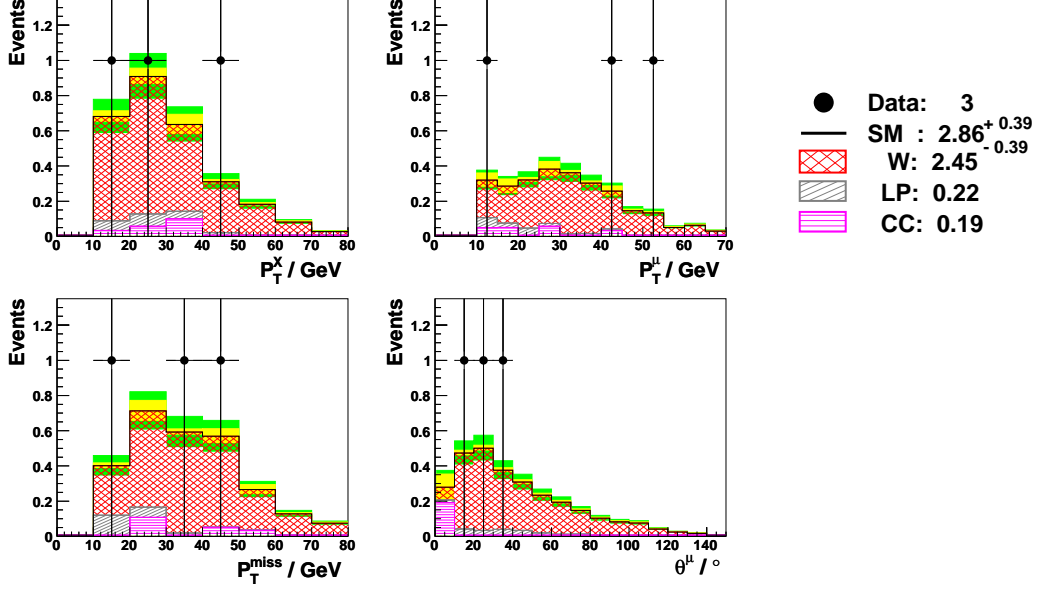 Events
1.2
1
0.8
0.6
0.4
0.2
0
0 10 20 30 40 50 60 70 80
P_T^X / GeV
Events
1.2
1
0.8
0.6
0.4
0.2
0
0 10 20 30 40 50 60 70
P_T^μ / GeV
Data: 3
SM : 2.86 + 0.39 - 0.39
W: 2.45
LP: 0.22
CC: 0.19
Events
1.2
1
0.8
0.6
0.4
0.2
0
0 10 20 30 40 50 60 70 80
P_T^miss / GeV
Events
1.2
1
0.8
0.6
0.4
0.2
0
0 20 40 60 80 100 120 140
θ^μ / °